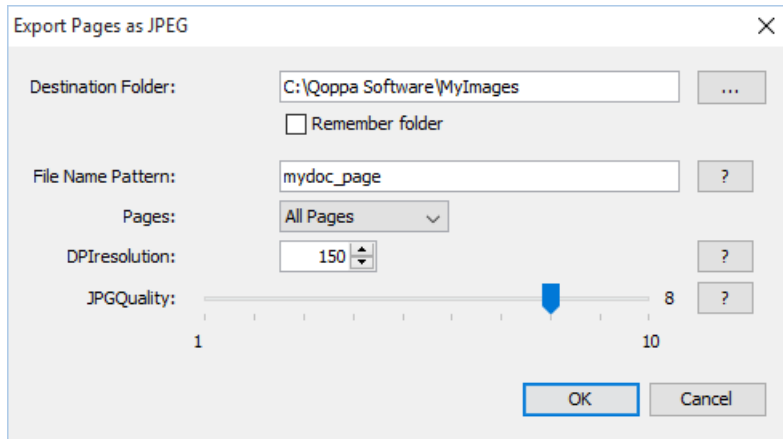 Export Pages as JPEG
Destination Folder: C:\Qoppa Software\MyImages ...
Remember folder
File Name Pattern: mydoc_page ?
Pages: All Pages
DPIresolution: 150 ?
JPGQuality: 8 ?
1 10
OK Cancel